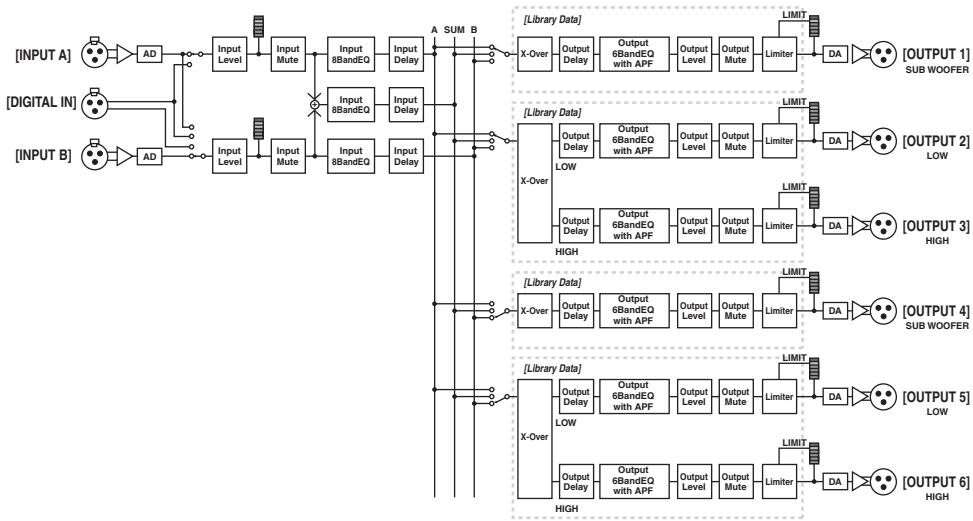 [Library Data]
LIMIT
A SUM B
[INPUT A]
AD
Input
Level
Input
Mute
Input
8BandEQ
Input
Delay
X-Over
Output
Delay
Output
6BandEQ
with APF
Output
Level
Output
Mute
Limiter
DA
[OUTPUT 1]
SUB WOOFER
[DIGITAL IN]
Input
8BandEQ
Input
Delay
[INPUT B]
AD
Input
Level
Input
Mute
Input
8BandEQ
Input
Delay
[Library Data]
LIMIT
X-Over
Output
Delay
LOW
Output
6BandEQ
with APF
Output
Level
Output
Mute
Limiter
DA
[OUTPUT 2]
LOW
LIMIT
Output
Delay
HIGH
Output
6BandEQ
with APF
Output
Level
Output
Mute
Limiter
DA
[OUTPUT 3]
HIGH
[Library Data]
LIMIT
X-Over
Output
Delay
Output
6BandEQ
with APF
Output
Level
Output
Mute
Limiter
DA
[OUTPUT 4]
SUB WOOFER
[Library Data]
LIMIT
X-Over
Output
Delay
LOW
Output
6BandEQ
with APF
Output
Level
Output
Mute
Limiter
DA
[OUTPUT 5]
LOW
LIMIT
Output
Delay
HIGH
Output
6BandEQ
with APF
Output
Level
Output
Mute
Limiter
DA
[OUTPUT 6]
HIGH